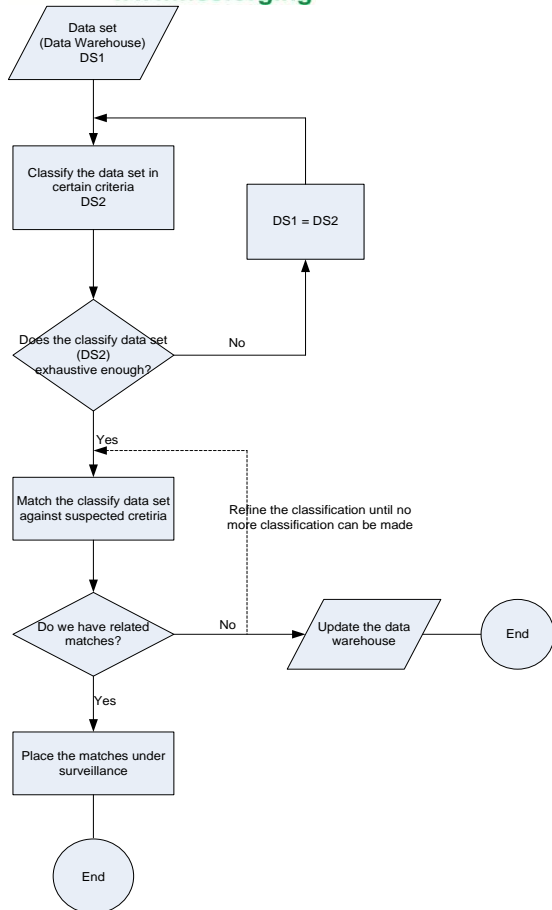 Data set
(Data Warehouse)
DS1
Classify the data set in
certain criteria
DS2
DS1 = DS2
Does the classify data set
(DS2)
exhaustive enough?
No
Yes
Match the classify data set
against suspected cretiria
Refine the classification until no
more classification can be made
Do we have related
matches?
No
Update the data
warehouse
End
Yes
Place the matches under
surveillance
End